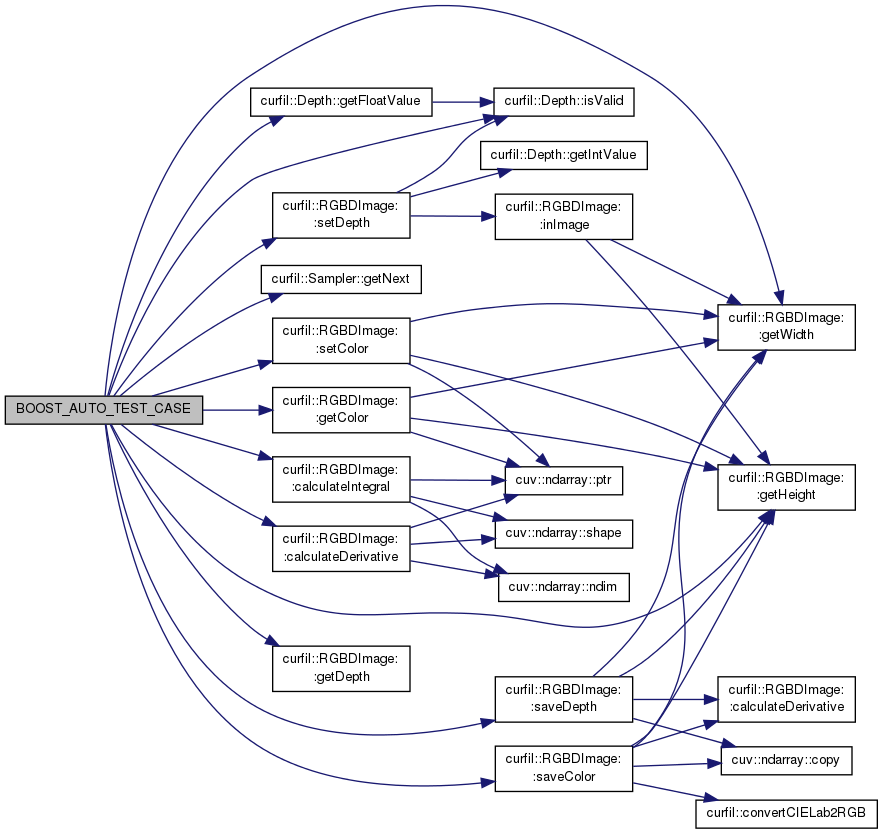 curfil::Depth::getFloatValue
curfil::Depth::isValid
curfil::Depth::getIntValue
curfil::RGBDImage:
:setDepth
curfil::RGBDImage:
:inImage
curfil::Sampler::getNext
curfil::RGBDImage:
:setColor
curfil::RGBDImage:
:getWidth
BOOST_AUTO_TEST_CASE
curfil::RGBDImage:
:getColor
curfil::RGBDImage:
:calculateIntegral
cuv::ndarray::ptr
curfil::RGBDImage:
:getHeight
curfil::RGBDImage:
:calculateDerivative
cuv::ndarray::shape
cuv::ndarray::ndim
curfil::RGBDImage:
:getDepth
curfil::RGBDImage:
:saveDepth
curfil::RGBDImage:
:calculateDerivative
curfil::RGBDImage:
:saveColor
cuv::ndarray::copy
curfil::convertCIELab2RGB